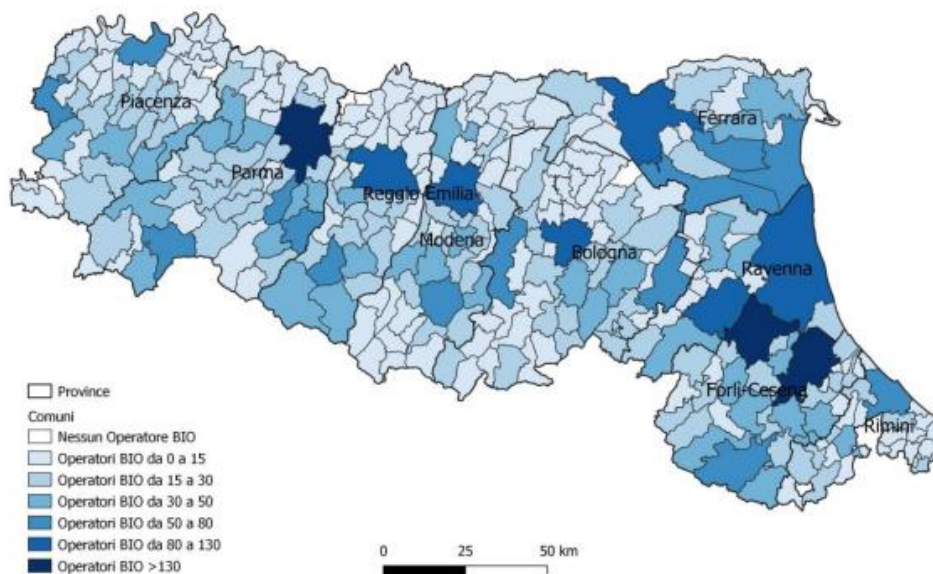 Piacenza
Ferrara
Parma
Reggio Emilia
Modena
Bologna
Ravenna
Forlì-Cesena
Rimini
Province
Comuni
Nessun Operatore BIO
Operatori BIO da 0 a 15
Operatori BIO da 15 a 30
Operatori BIO da 30 a 50
Operatori BIO da 50 a 80
Operatori BIO da 80 a 130
Operatori BIO >130
0 25 50 km